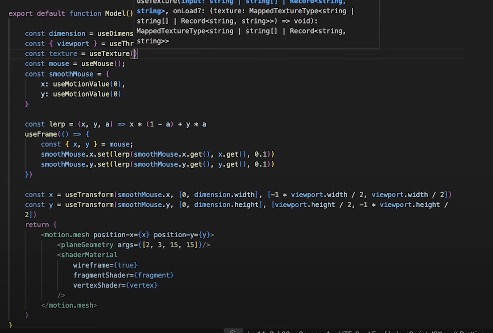 useTexture(input: string | string[] | Record<string,
string>, onLoad?: (texture: MappedTextureType<string |
string[] | Record<string, string>>) => void):
MappedTextureType<string | string[] | Record<string,
string>>
export default function Model()
const dimension = useDimens
const { viewport } = useThr
const texture = useTexture()
const mouse = useMouse();
const smoothMouse = {
x: useMotionValue(0),
y: useMotionValue(0)
}
const lerp = (x, y, a) => x * (1 - a) + y * a
useFrame(() => {
const { x, y } = mouse;
smoothMouse.x.set(lerp(smoothMouse.x.get(), x.get(), 0.1))
smoothMouse.y.set(lerp(smoothMouse.y.get(), y.get(), 0.1))
})
const x = useTransform(smoothMouse.x, [0, dimension.width], [-1 * viewport.width / 2, viewport.width / 2])
const y = useTransform(smoothMouse.y, [0, dimension.height], [viewport.height / 2, -1 * viewport.height /
2])
return (
<motion.mesh position-x={x} position-y={y}>
<planeGeometry args={[2, 3, 15, 15]}/>
<shaderMaterial
wireframe={true}
fragmentShader={fragment}
vertexShader={vertex}
/>
</motion.mesh>
)
}